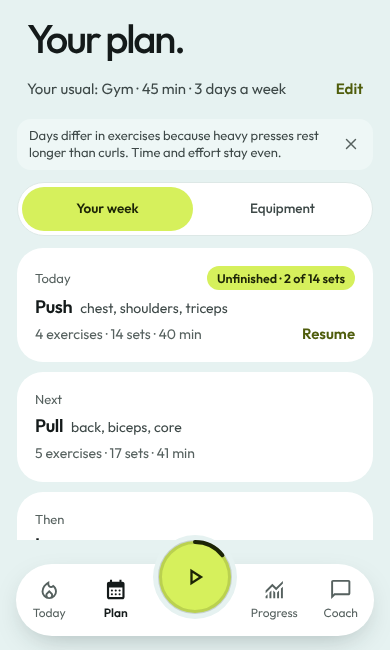 Your plan.
Your usual: Gym · 45 min · 3 days a week
Edit
Days differ in exercises because heavy presses rest
longer than curls. Time and effort stay even.
Your week
Equipment
Today
Unfinished · 2 of 14 sets
Push chest, shoulders, triceps
4 exercises · 14 sets · 40 min
Resume
Next
Pull back, biceps, core
5 exercises · 17 sets · 41 min
Then
Today
Plan
Progress
Coach